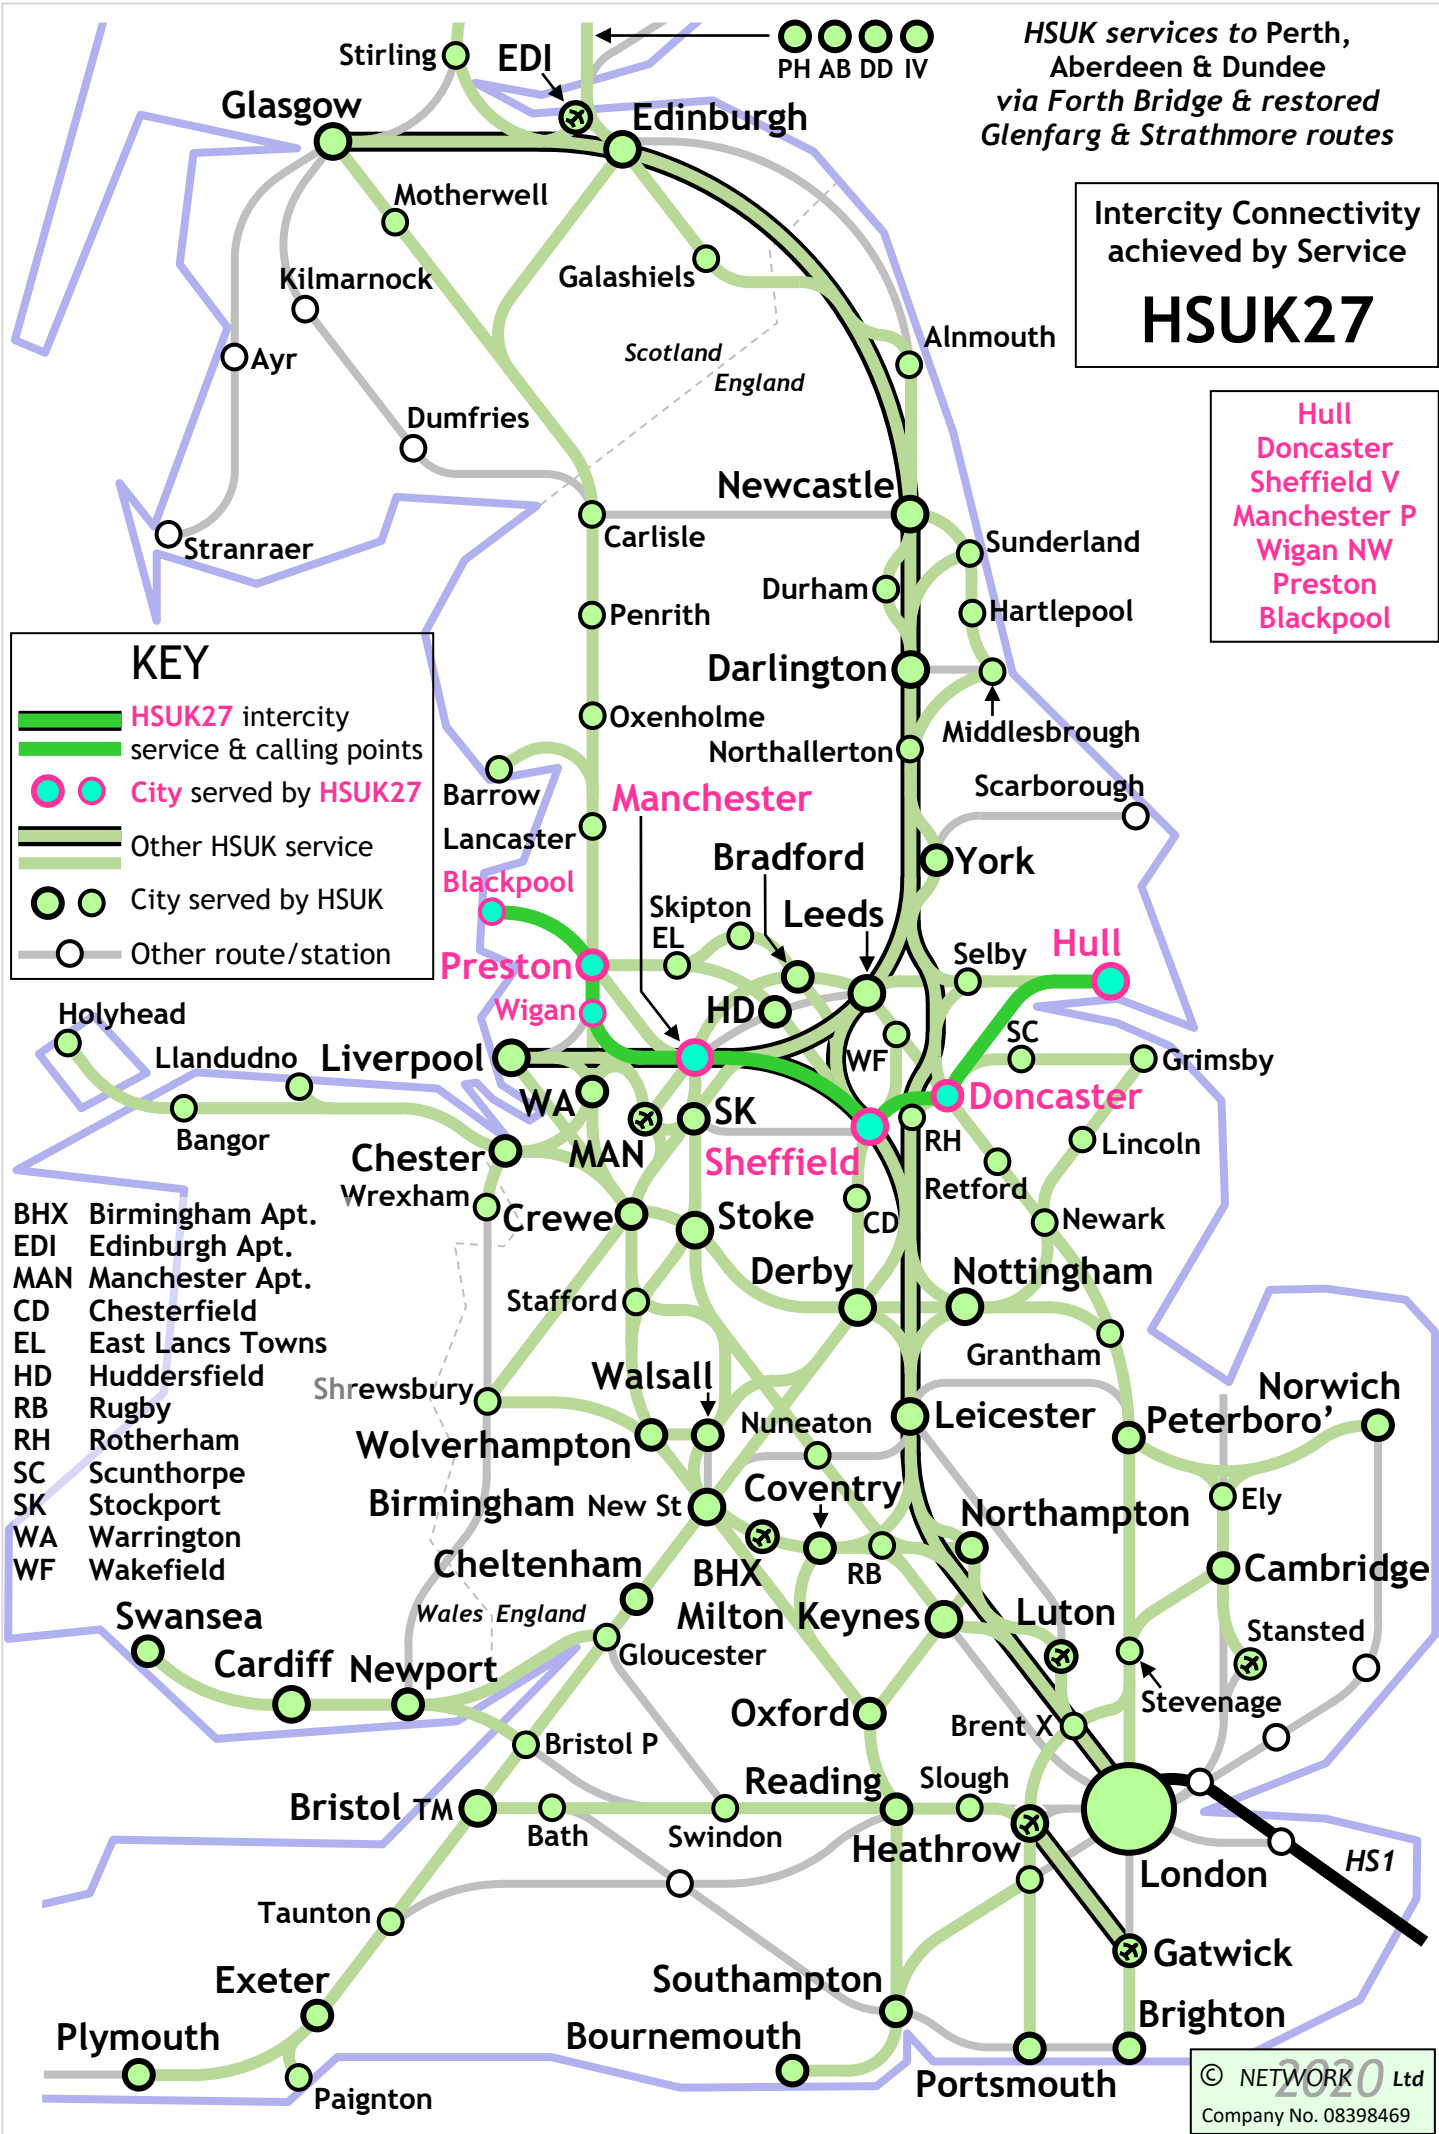 HSUK services to Perth,
Aberdeen & Dundee
via Forth Bridge & restored
Glenfarg & Strathmore routes
PH AB DD IV
Stirling
EDI
Glasgow
Edinburgh
Intercity Connectivity
achieved by Service
HSUK27
Motherwell
Galashiels
Kilmarnock
Alnmouth
Ayr
Scotland
England
Hull
Doncaster
Sheffield V
Manchester P
Wigan NW
Preston
Blackpool
Dumfries
Newcastle
Carlisle
Stranraer
Sunderland
Durham
Penrith
Hartlepool
KEY
HSUK27 intercity
service & calling points
City served by HSUK27
Other HSUK service
City served by HSUK
Other route/station
Darlington
Oxenholme
Middlesbrough
Northallerton
Barrow
Manchester
Scarborough
Lancaster
Bradford
York
Blackpool
Skipton
EL
Leeds
Selby
Hull
Preston
Wigan
HD
Holyhead
Llandudno
Liverpool
WF
SC
Grimsby
Bangor
WA
MAN
SK
Doncaster
RH
Lincoln
Chester
Sheffield
Retford
Wrexham
Crewe
Stoke
CD
Newark
BHX Birmingham Apt.
EDI Edinburgh Apt.
MAN Manchester Apt.
CD Chesterfield
EL East Lancs Towns
HD Huddersfield
RB Rugby
RH Rotherham
SC Scunthorpe
SK Stockport
WA Warrington
WF Wakefield
Derby
Nottingham
Stafford
Grantham
Walsall
Shrewsbury
Norwich
Nuneaton
Leicester
Peterboro’
Wolverhampton
Coventry
Birmingham New St
Ely
Northampton
Cheltenham
BHX
RB
Cambridge
Wales England
Milton Keynes
Luton
Swansea
Stansted
Gloucester
Cardiff
Newport
Stevenage
Oxford
Brent X
Bristol P
Reading
Slough
Bristol TM
Bath
Swindon
Heathrow
London
HS1
Taunton
Gatwick
Exeter
Southampton
Brighton
Plymouth
Bournemouth
Portsmouth
Paignton
© NETWORK 2020 Ltd
Company No. 08398469